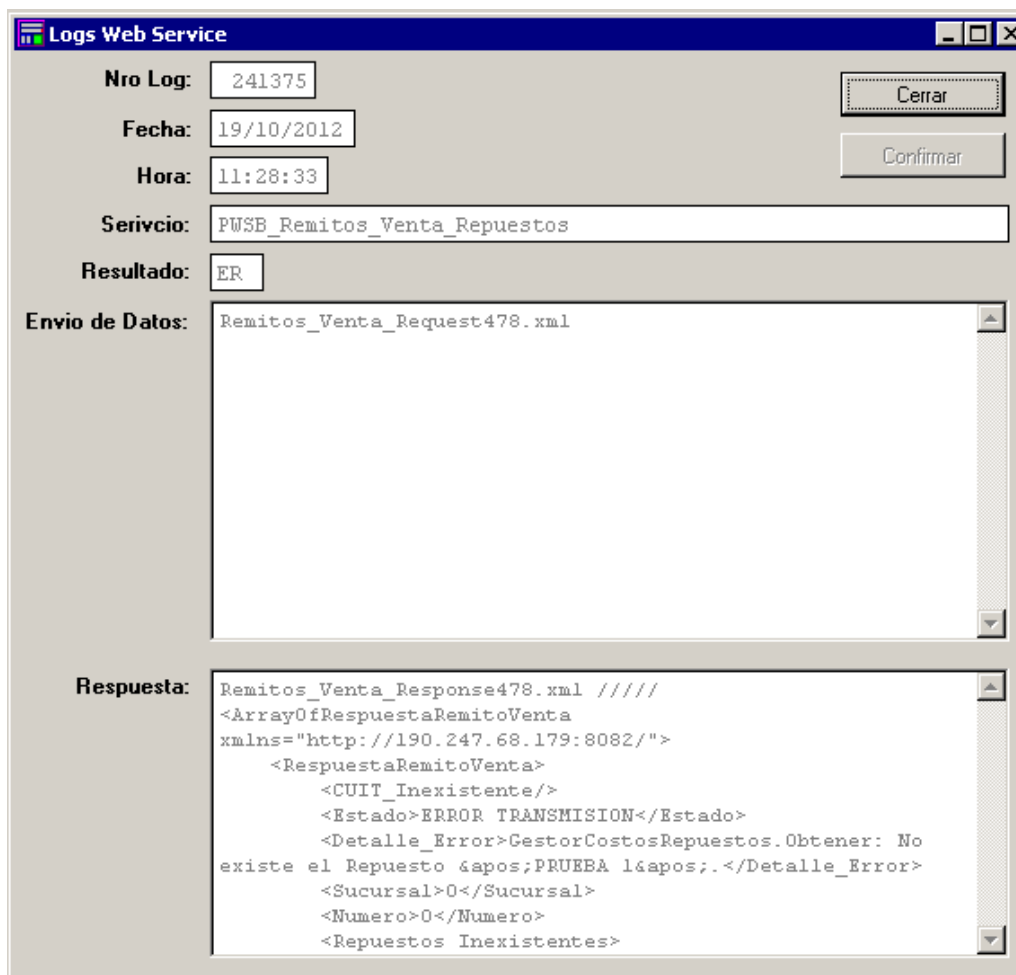 Logs Web Service
Nro Log: 241375
Cerrar
Fecha: 19/10/2012
Confirmar
Hora: 11:28:33
Serivcio: PWSB_Remitos_Venta_Repuestos
Resultado: ER
Envio de Datos: Remitos_Venta_Request478.xml
Respuesta: Remitos_Venta_Response478.xml /////
<ArrayOfRespuestaRemitoVenta
xmlns="http://190.247.68.179:8082/">
<RespuestaRemitoVenta>
<CUIT_Inexistente/>
<Estado>ERROR TRANSMISION</Estado>
<Detalle_Error>GestorCostosRepuestos.Obtener: No
existe el Repuesto &apos;PRUEBA 1&apos;.</Detalle_Error>
<Sucursal>0</Sucursal>
<Numero>0</Numero>
<Repuestos Inexistentes>